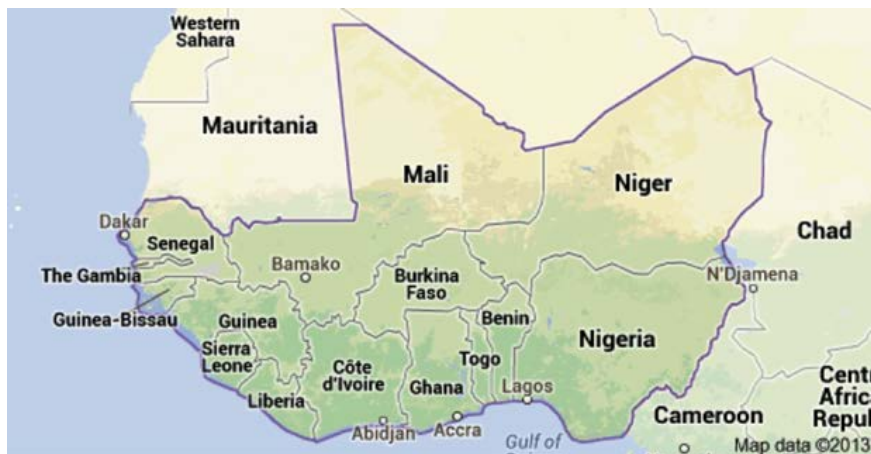 Western
Sahara
Mauritania
Mali
Niger
Chad
Dakar
Senegal
The Gambia
Bamako
Burkina
Faso
N'Djamena
Guinea-Bissau
Guinea
Benin
Nigeria
Sierra
Leone
Côte
d'Ivoire
Togo
Ghana
Lagos
Liberia
Abidjan
Accra
Cameroon
Gulf of
Map data ©2013